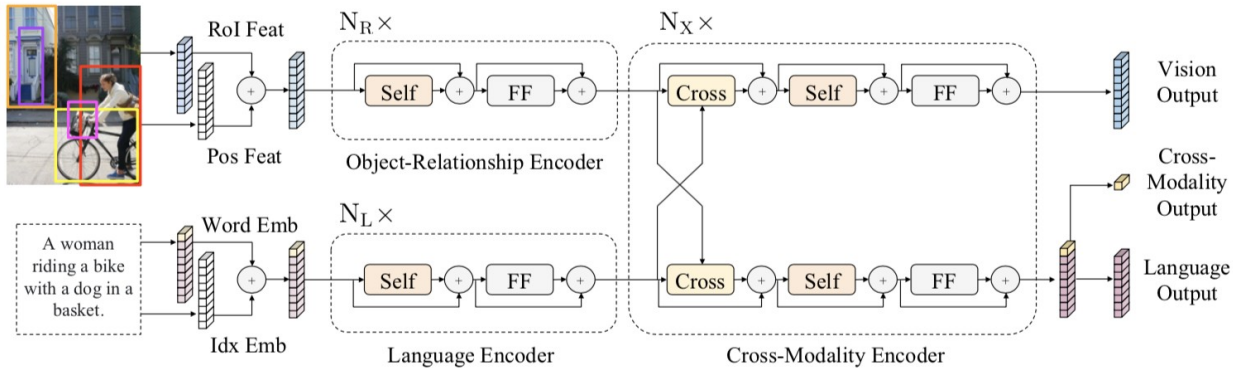 RoI Feat
Pos Feat
N_R ×
Self
+
FF
+
Object-Relationship Encoder
N_X ×
Cross
+
Self
+
FF
+
Vision
Output
Cross-
Modality
Output
A woman
riding a bike
with a dog in a
basket.
Word Emb
+
Idx Emb
N_L ×
Self
+
FF
+
Language Encoder
Cross
+
Self
+
FF
+
Cross-Modality Encoder
Language
Output